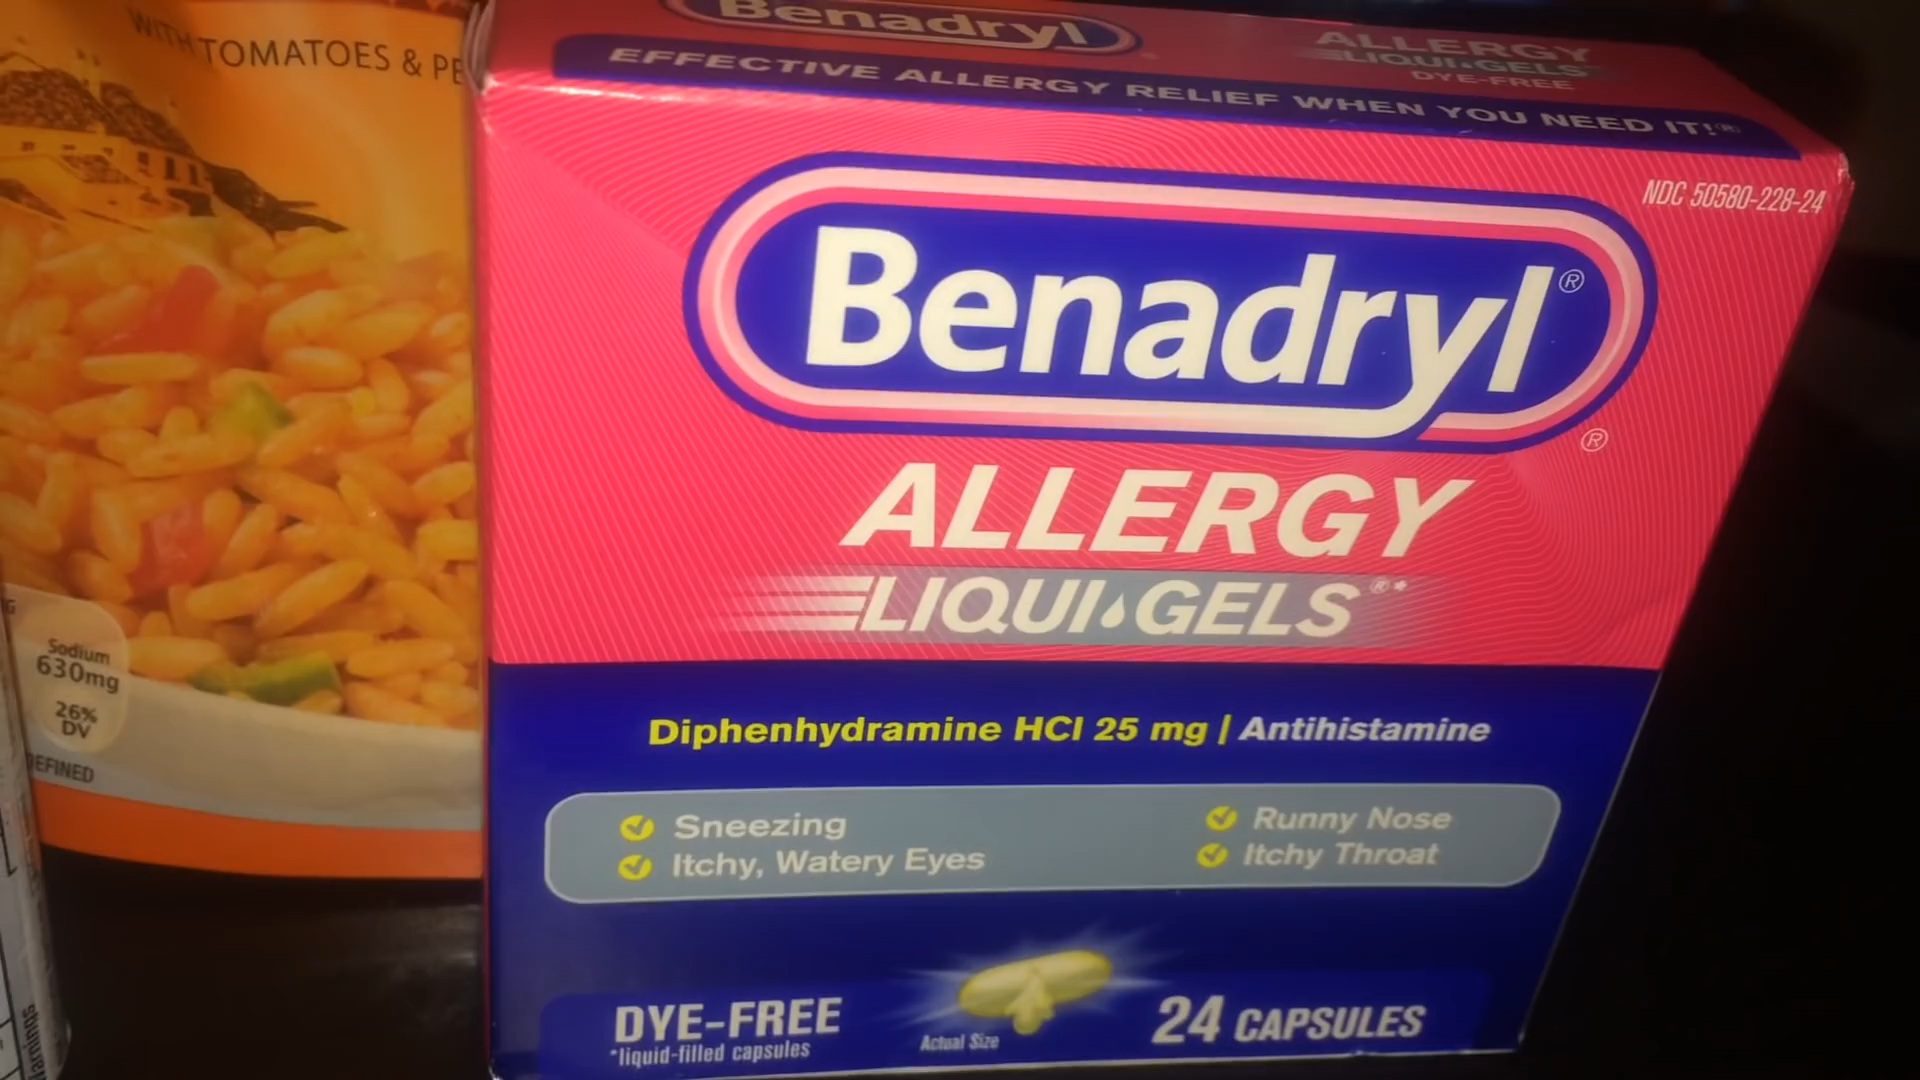 WITH TOMATOES & PE
Sodium
630mg
26%
DV
EFINED
Benadryl
ALLERGY
LIQUI•GELS
DYE-FREE
EFFECTIVE ALLERGY RELIEF WHEN YOU NEED IT!®
NDC 50580-228-24
Benadryl®
®
ALLERGY
LIQUI•GELS®*
Diphenhydramine HCl 25 mg | Antihistamine
Sneezing
Itchy, Watery Eyes
Runny Nose
Itchy Throat
DYE-FREE
*liquid-filled capsules
Actual Size
24 CAPSULES